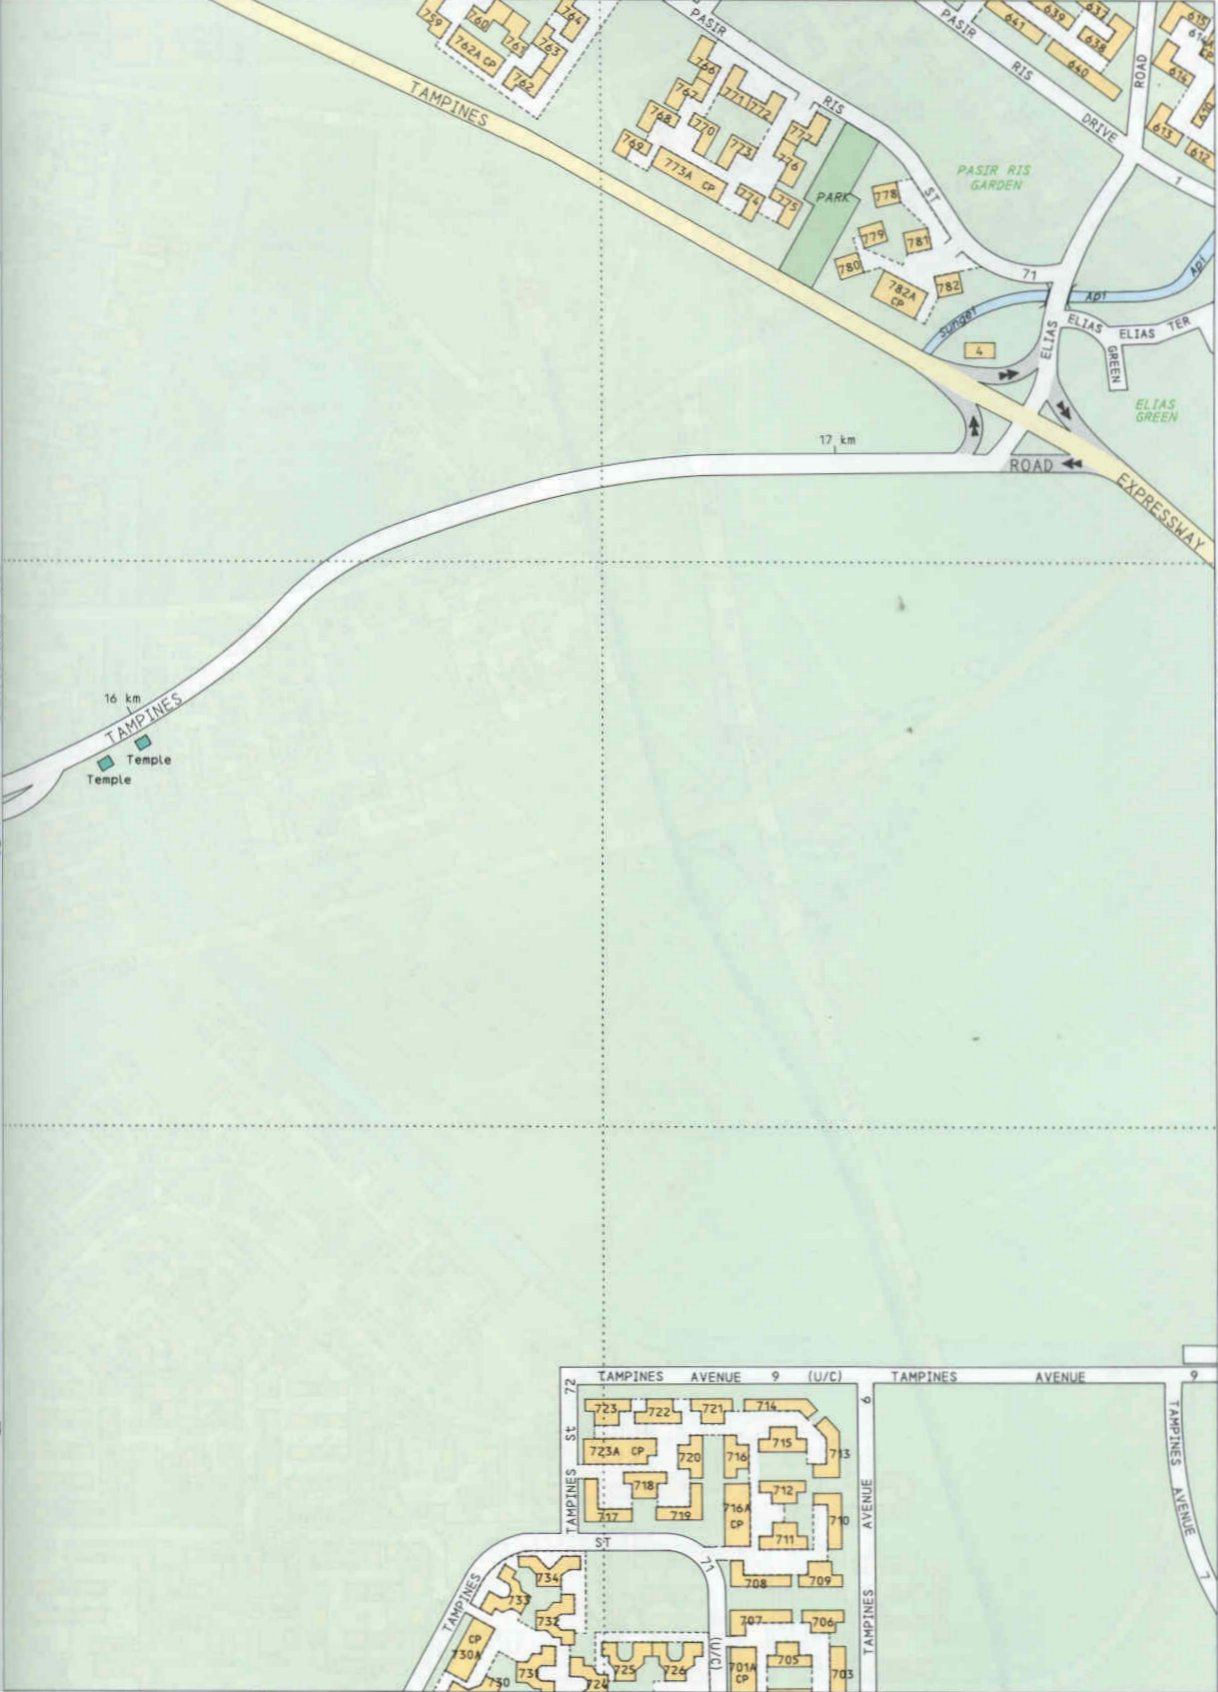 759
760
761
762A CP
762
763
764
PASIR
RIS
ST
71
PASIR
RIS
DRIVE
1
641
639
637
638
640
ROAD
615
614
613
612
TAMPINES
766
767
768
769
770
771
772
773
773A CP
774
775
776
777
PARK
778
779
780
781
782
782A
CP
PASIR RIS
GARDEN
Sungei
Api
Api
4
ELIAS
ELIAS
GREEN
ELIAS TER
ELIAS
GREEN
17 km
ROAD
EXPRESSWAY
16 km
TAMPINES
Temple
Temple
TAMPINES AVENUE 9 (U/C)
TAMPINES AVENUE 9
TAMPINES St 72
723
722
721
714
723A CP
720
716
715
713
718
712
717
719
716A
CP
710
711
ST
71
(U/C)
708
709
734
733
732
TAMPINES
707
706
CP
730A
730
731
724
725
726
701A
CP
705
703
TAMPINES AVENUE 6
TAMPINES AVENUE 7